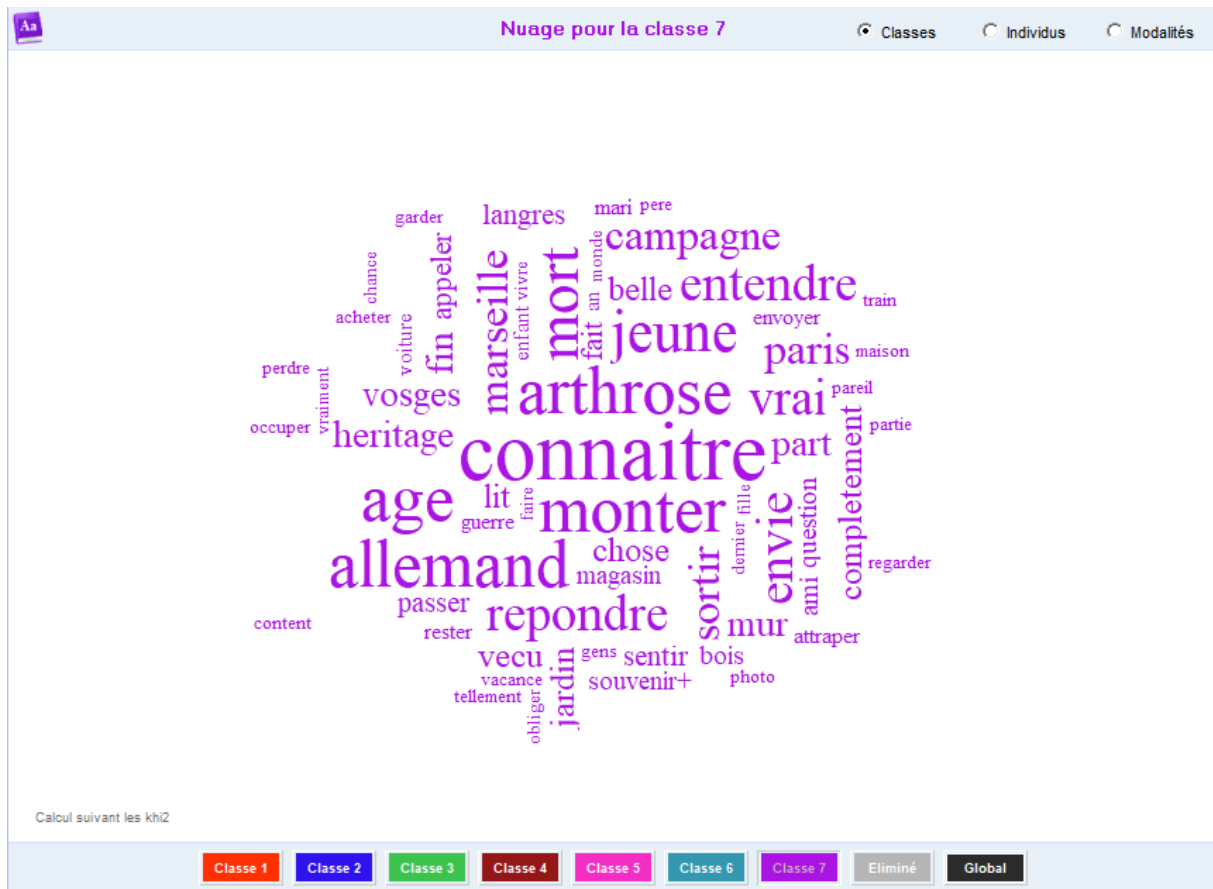 Aa
Nuage pour la classe 7
Classes
Individus
Modalités
mari pere
garder
langres
monde
campagne
appeler
chance
marseille
vivre
enfant
mort
an
fait
belle
entendre
train
acheter
voiture
fin
jeune
envoyer
paris
maison
perdre
vraiment
vosges
arthrose
vrai
pareil
occuper
heritage
connaitre
part
completement
partie
age
lit
guerre
faire
monter
fille
dernier
envie
question
ami
allemand
chose
magasin
sortir
regarder
passer
repondre
mur
attraper
content
rester
vecu
jardin
gens
sentir
bois
vacance
souvenir+
photo
tellement
obliger
Calcul suivant les khi2
Classe 1
Classe 2
Classe 3
Classe 4
Classe 5
Classe 6
Classe 7
Eliminé
Global